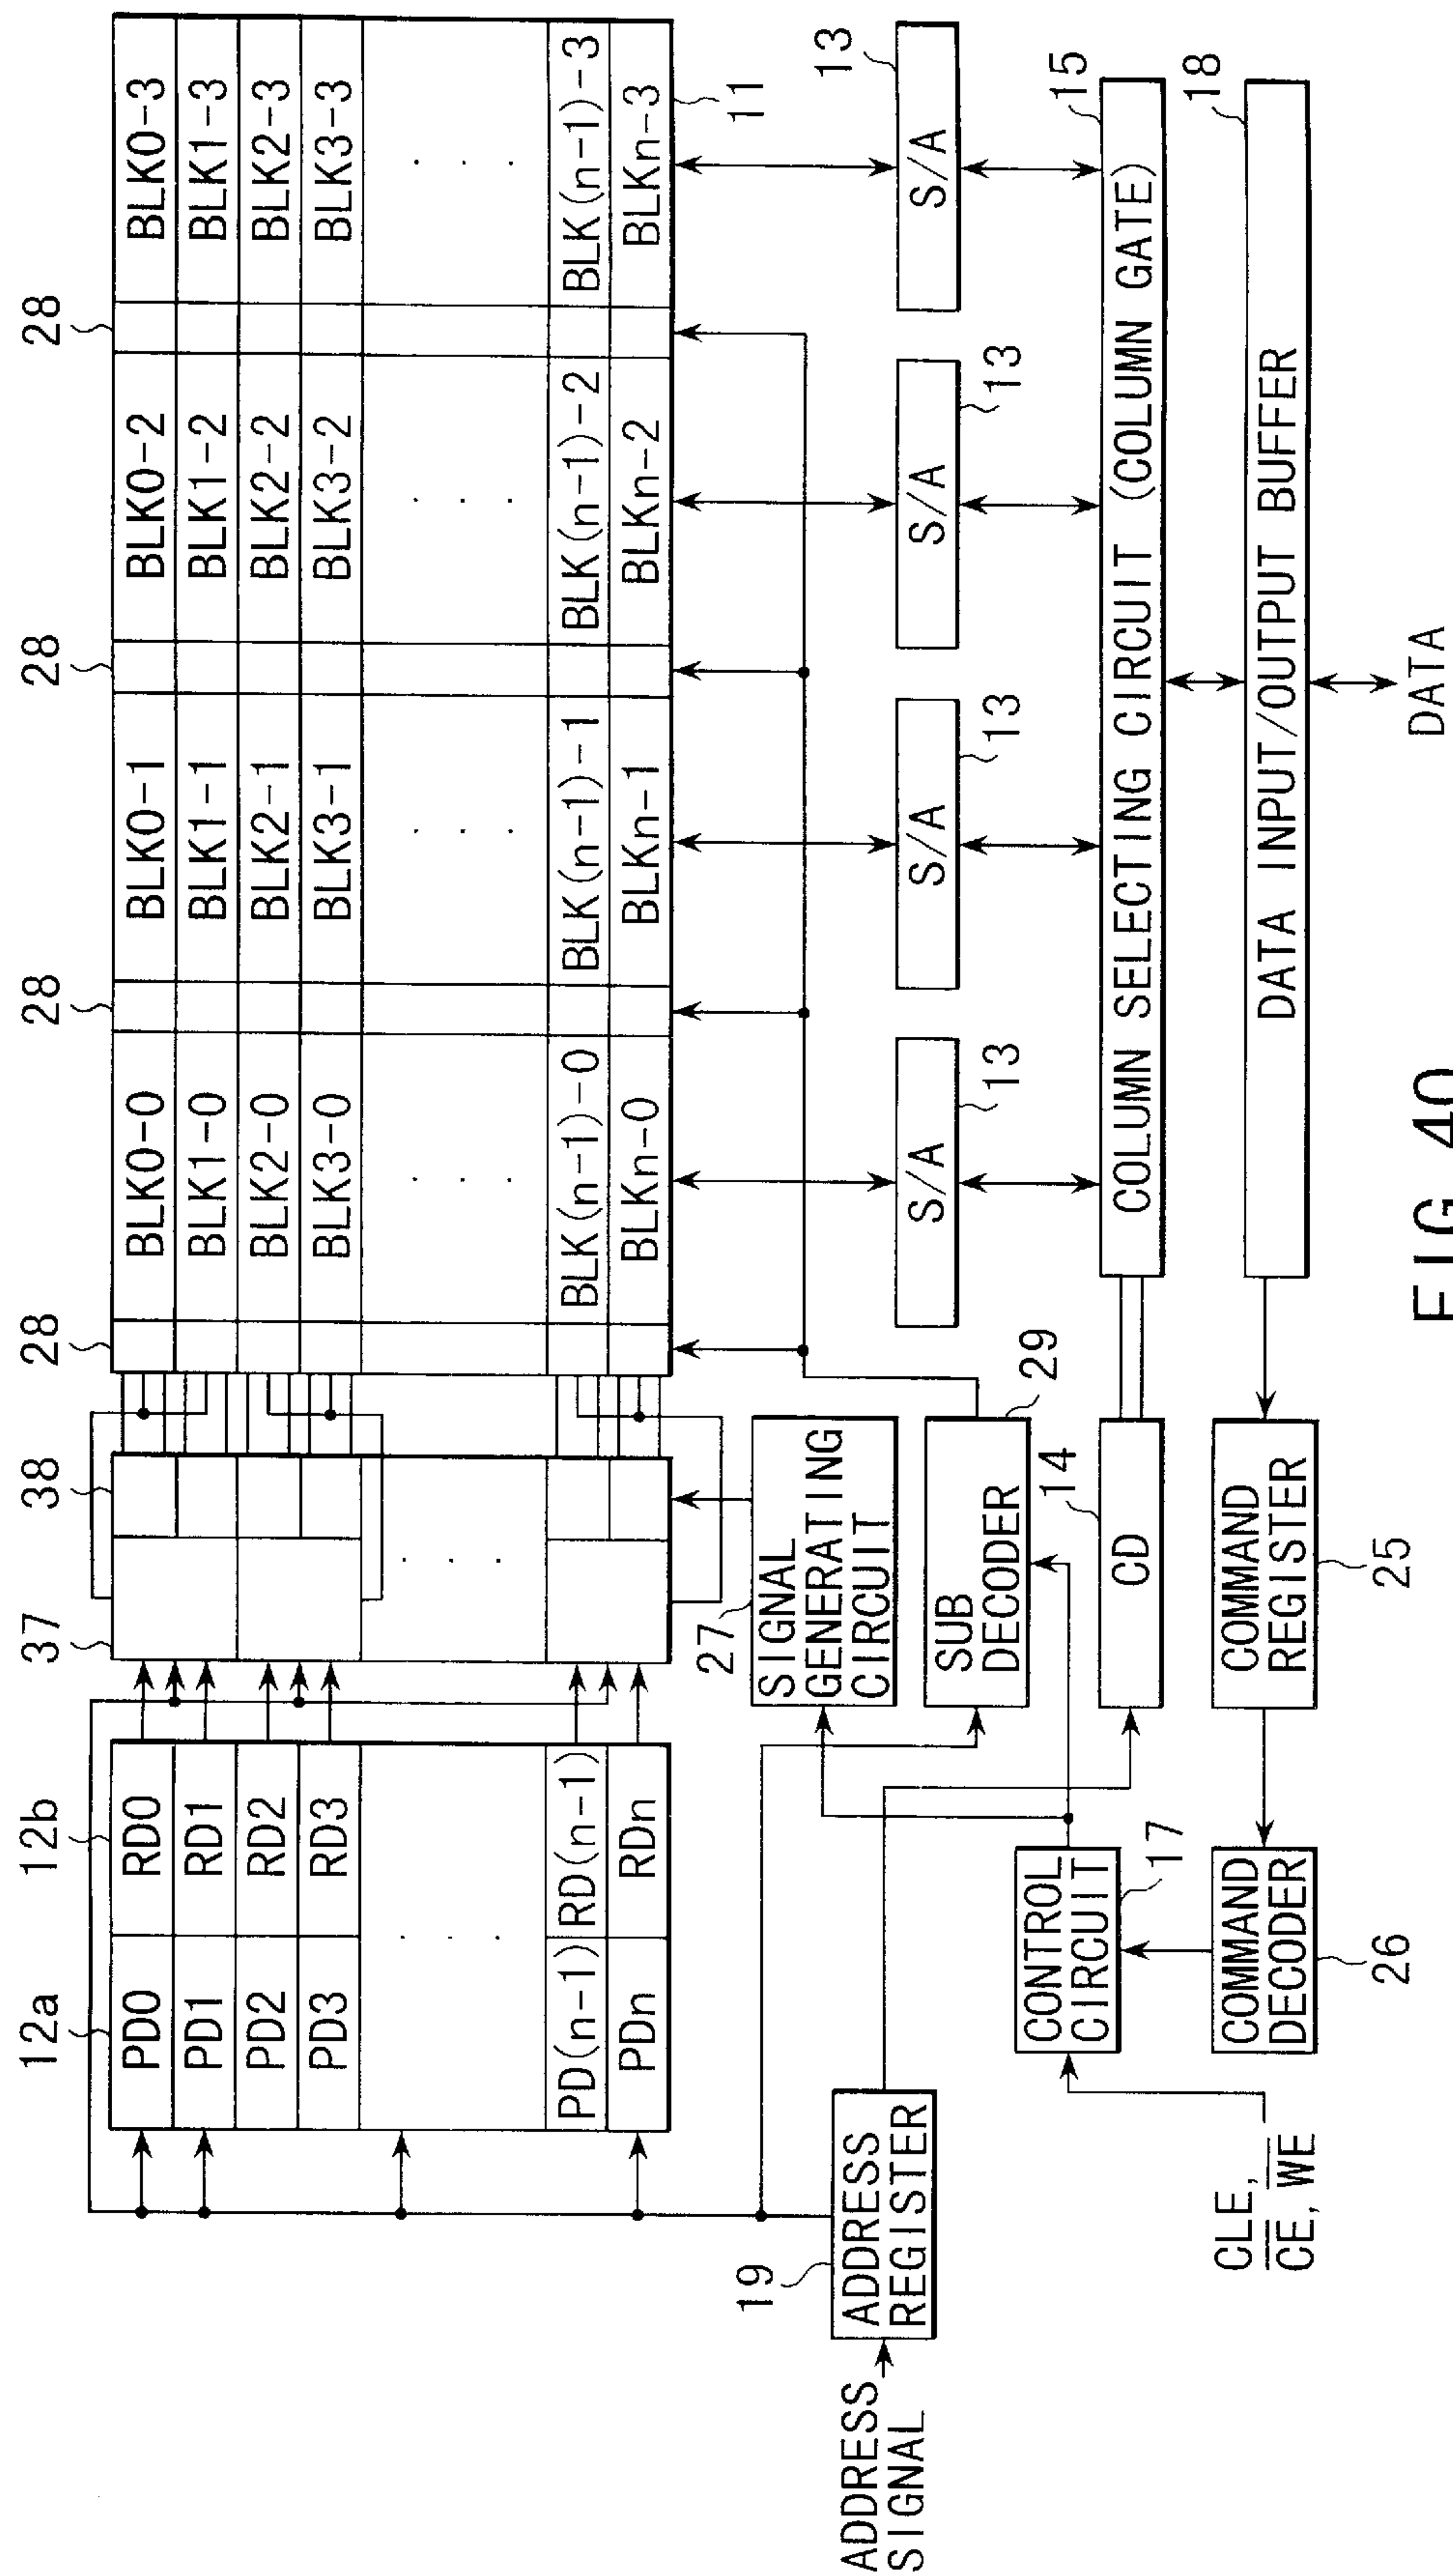 12a
12b
37
38
28
28
28
28
PD0
RD0
BLK0-0
BLK0-1
BLK0-2
BLK0-3
PD1
RD1
BLK1-0
BLK1-1
BLK1-2
BLK1-3
PD2
RD2
BLK2-0
BLK2-1
BLK2-2
BLK2-3
PD3
RD3
BLK3-0
BLK3-1
BLK3-2
BLK3-3
PD(n-1)
RD(n-1)
BLK(n-1)-0
BLK(n-1)-1
BLK(n-1)-2
BLK(n-1)-3
PDn
RDn
BLKn-0
BLKn-1
BLKn-2
BLKn-3
11
27
SIGNAL
GENERATING
CIRCUIT
19
ADDRESS
REGISTER
ADDRESS
SIGNAL
SUB
DECODER
29
S/A
13
S/A
13
S/A
13
S/A
13
CONTROL
CIRCUIT
17
14
CD
COLUMN SELECTING CIRCUIT (COLUMN GATE)
15
CLE,
CE, WE
COMMAND
DECODER
26
COMMAND
REGISTER
25
DATA INPUT/OUTPUT BUFFER
18
DATA
FIG. 40